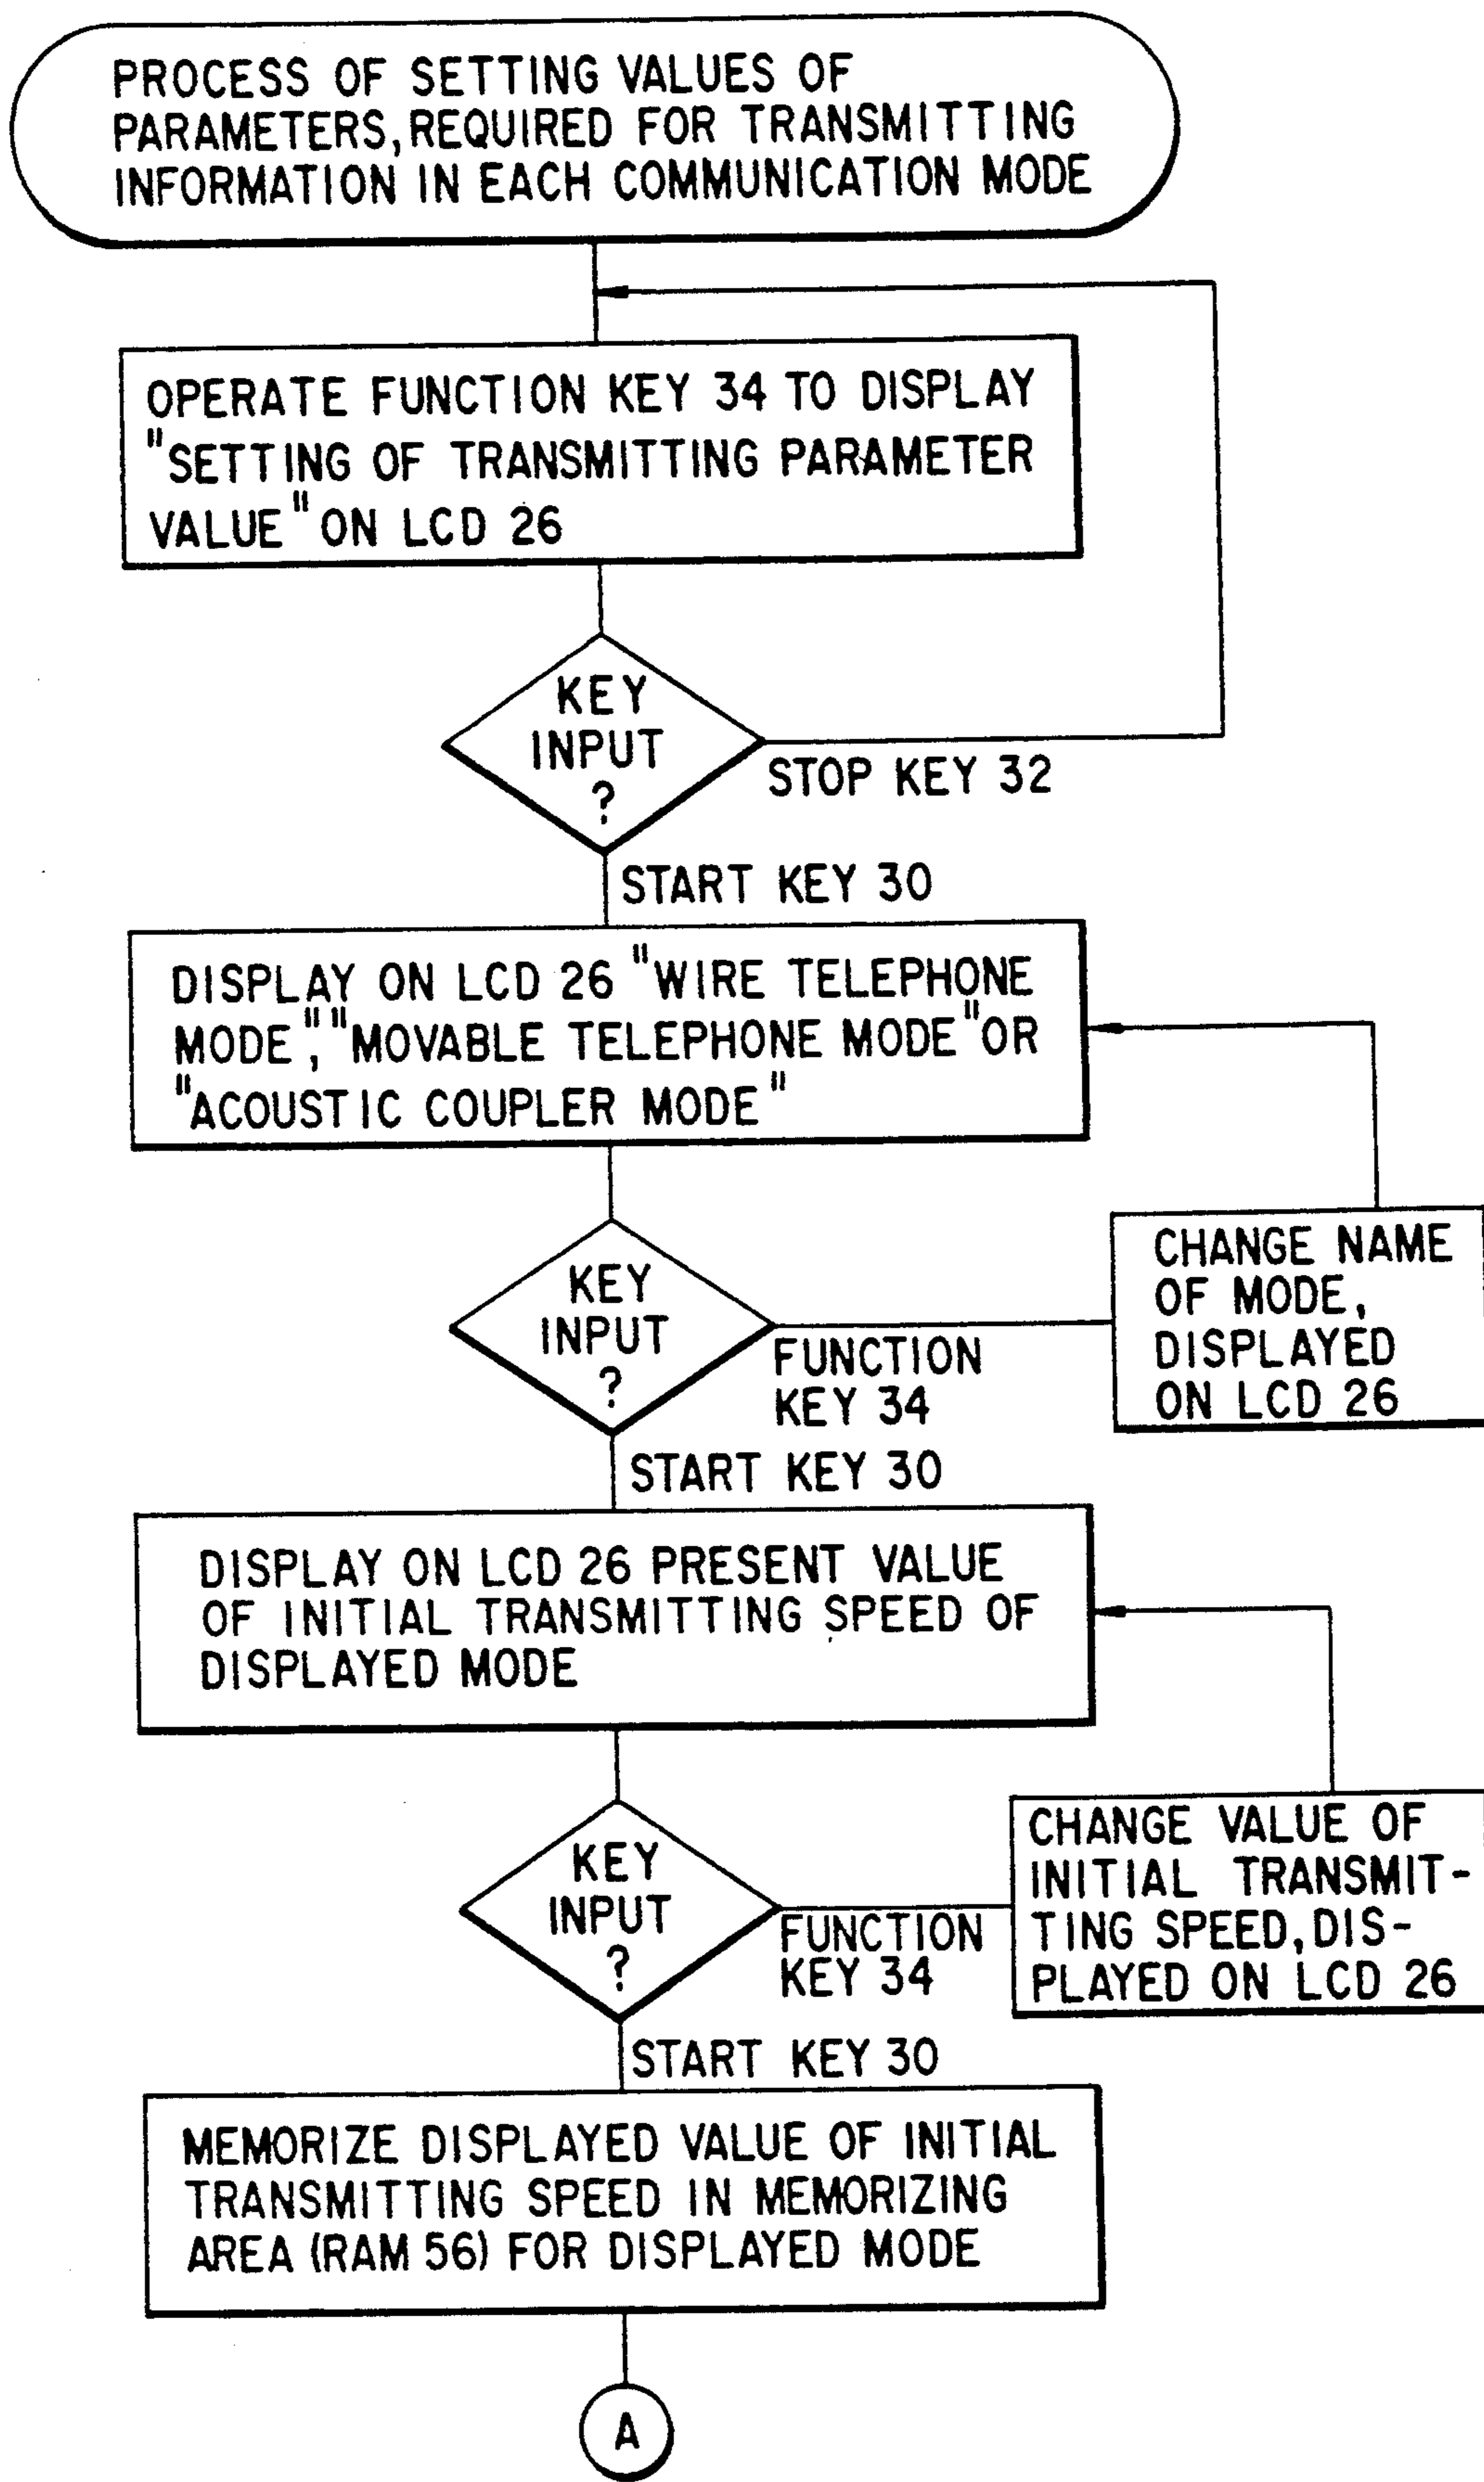 PROCESS OF SETTING VALUES OF
PARAMETERS, REQUIRED FOR TRANSMITTING
INFORMATION IN EACH COMMUNICATION MODE
OPERATE FUNCTION KEY 34 TO DISPLAY
"SETTING OF TRANSMITTING PARAMETER
VALUE" ON LCD 26
KEY
INPUT
?
STOP KEY 32
START KEY 30
DISPLAY ON LCD 26 "WIRE TELEPHONE
MODE", "MOVABLE TELEPHONE MODE" OR
"ACOUSTIC COUPLER MODE"
KEY
INPUT
?
FUNCTION
KEY 34
CHANGE NAME
OF MODE,
DISPLAYED
ON LCD 26
START KEY 30
DISPLAY ON LCD 26 PRESENT VALUE
OF INITIAL TRANSMITTING SPEED OF
DISPLAYED MODE
KEY
INPUT
?
FUNCTION
KEY 34
CHANGE VALUE OF
INITIAL TRANSMIT-
TING SPEED, DIS-
PLAYED ON LCD 26
START KEY 30
MEMORIZE DISPLAYED VALUE OF INITIAL
TRANSMITTING SPEED IN MEMORIZING
AREA (RAM 56) FOR DISPLAYED MODE
A